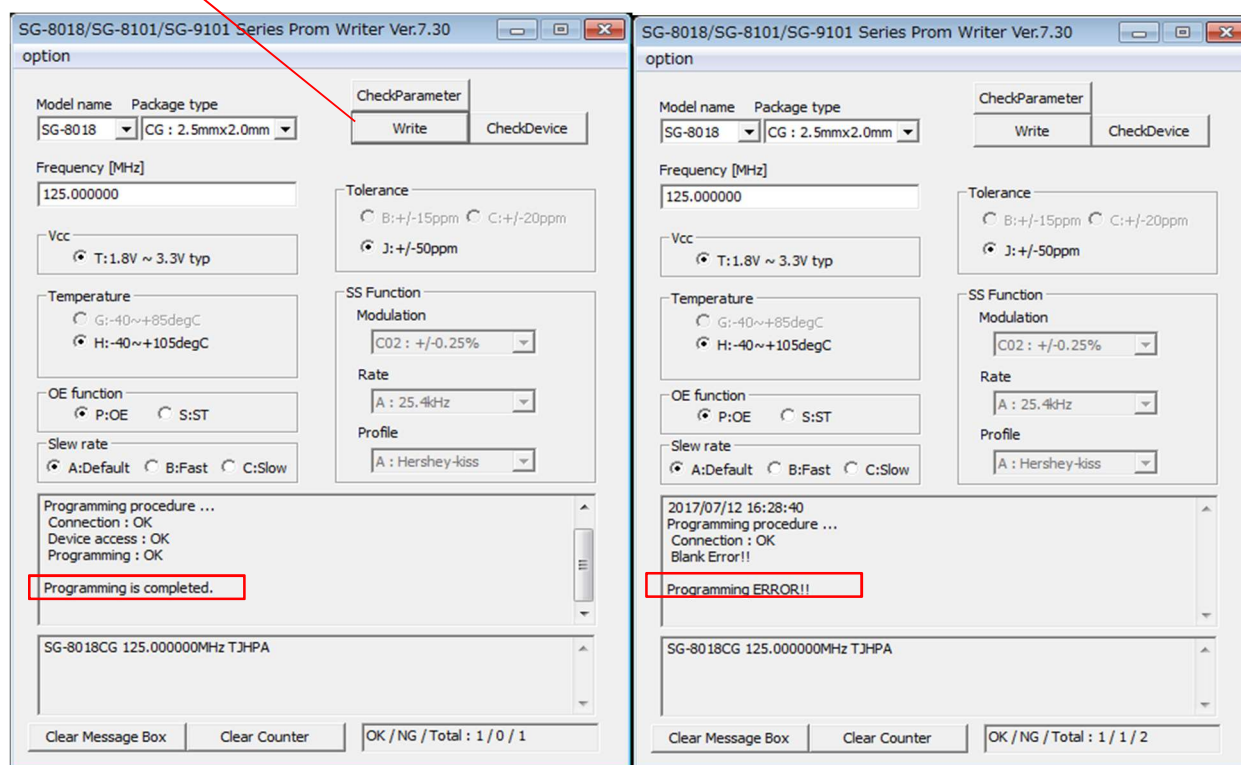 SG-8018/SG-8101/SG-9101 Series Prom Writer Ver.7.30
option
Model name Package type
SG-8018 CG : 2.5mmx2.0mm
CheckParameter
Write CheckDevice
Frequency [MHz]
125.000000
Tolerance
B:+/-15ppm C:+/-20ppm
J:+/-50ppm
Vcc
T:1.8V ~ 3.3V typ
Temperature
G:-40~+85degC
H:-40~+105degC
SS Function
Modulation
C02 : +/-0.25%
Rate
A : 25.4kHz
Profile
A : Hershey-kiss
OE function
P:OE S:ST
Slew rate
A:Default B:Fast C:Slow
Programming procedure ...
Connection : OK
Device access : OK
Programming : OK
Programming is completed.
SG-8018CG 125.000000MHz TJHPA
Clear Message Box Clear Counter OK / NG / Total : 1 / 0 / 1
SG-8018/SG-8101/SG-9101 Series Prom Writer Ver.7.30
option
Model name Package type
SG-8018 CG : 2.5mmx2.0mm
CheckParameter
Write CheckDevice
Frequency [MHz]
125.000000
Tolerance
B:+/-15ppm C:+/-20ppm
J:+/-50ppm
Vcc
T:1.8V ~ 3.3V typ
Temperature
G:-40~+85degC
H:-40~+105degC
SS Function
Modulation
C02 : +/-0.25%
Rate
A : 25.4kHz
Profile
A : Hershey-kiss
OE function
P:OE S:ST
Slew rate
A:Default B:Fast C:Slow
2017/07/12 16:28:40
Programming procedure ...
Connection : OK
Blank Error!!
Programming ERROR!!
SG-8018CG 125.000000MHz TJHPA
Clear Message Box Clear Counter OK / NG / Total : 1 / 1 / 2